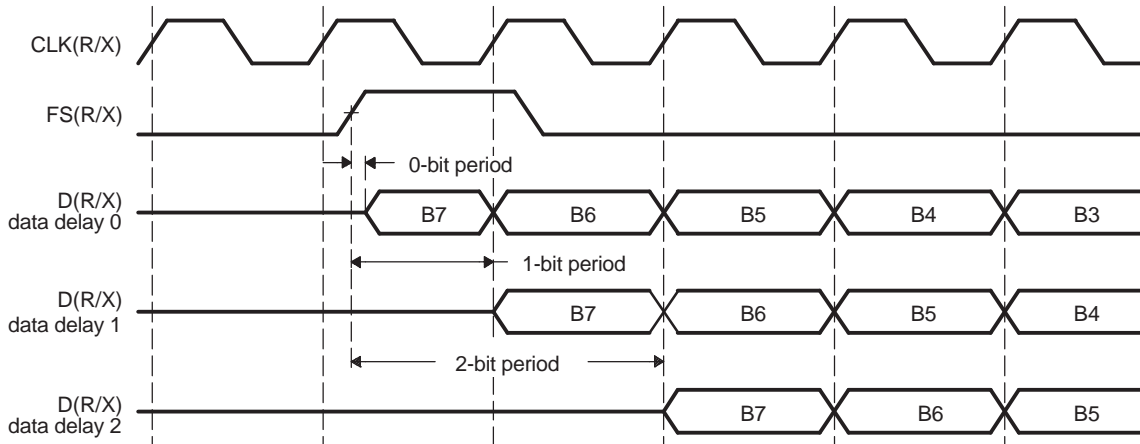 CLK(R/X)
FS(R/X)
0-bit period
D(R/X)
data delay 0
B7 B6 B5 B4 B3
1-bit period
D(R/X)
data delay 1
B7 B6 B5 B4
2-bit period
D(R/X)
data delay 2
B7 B6 B5